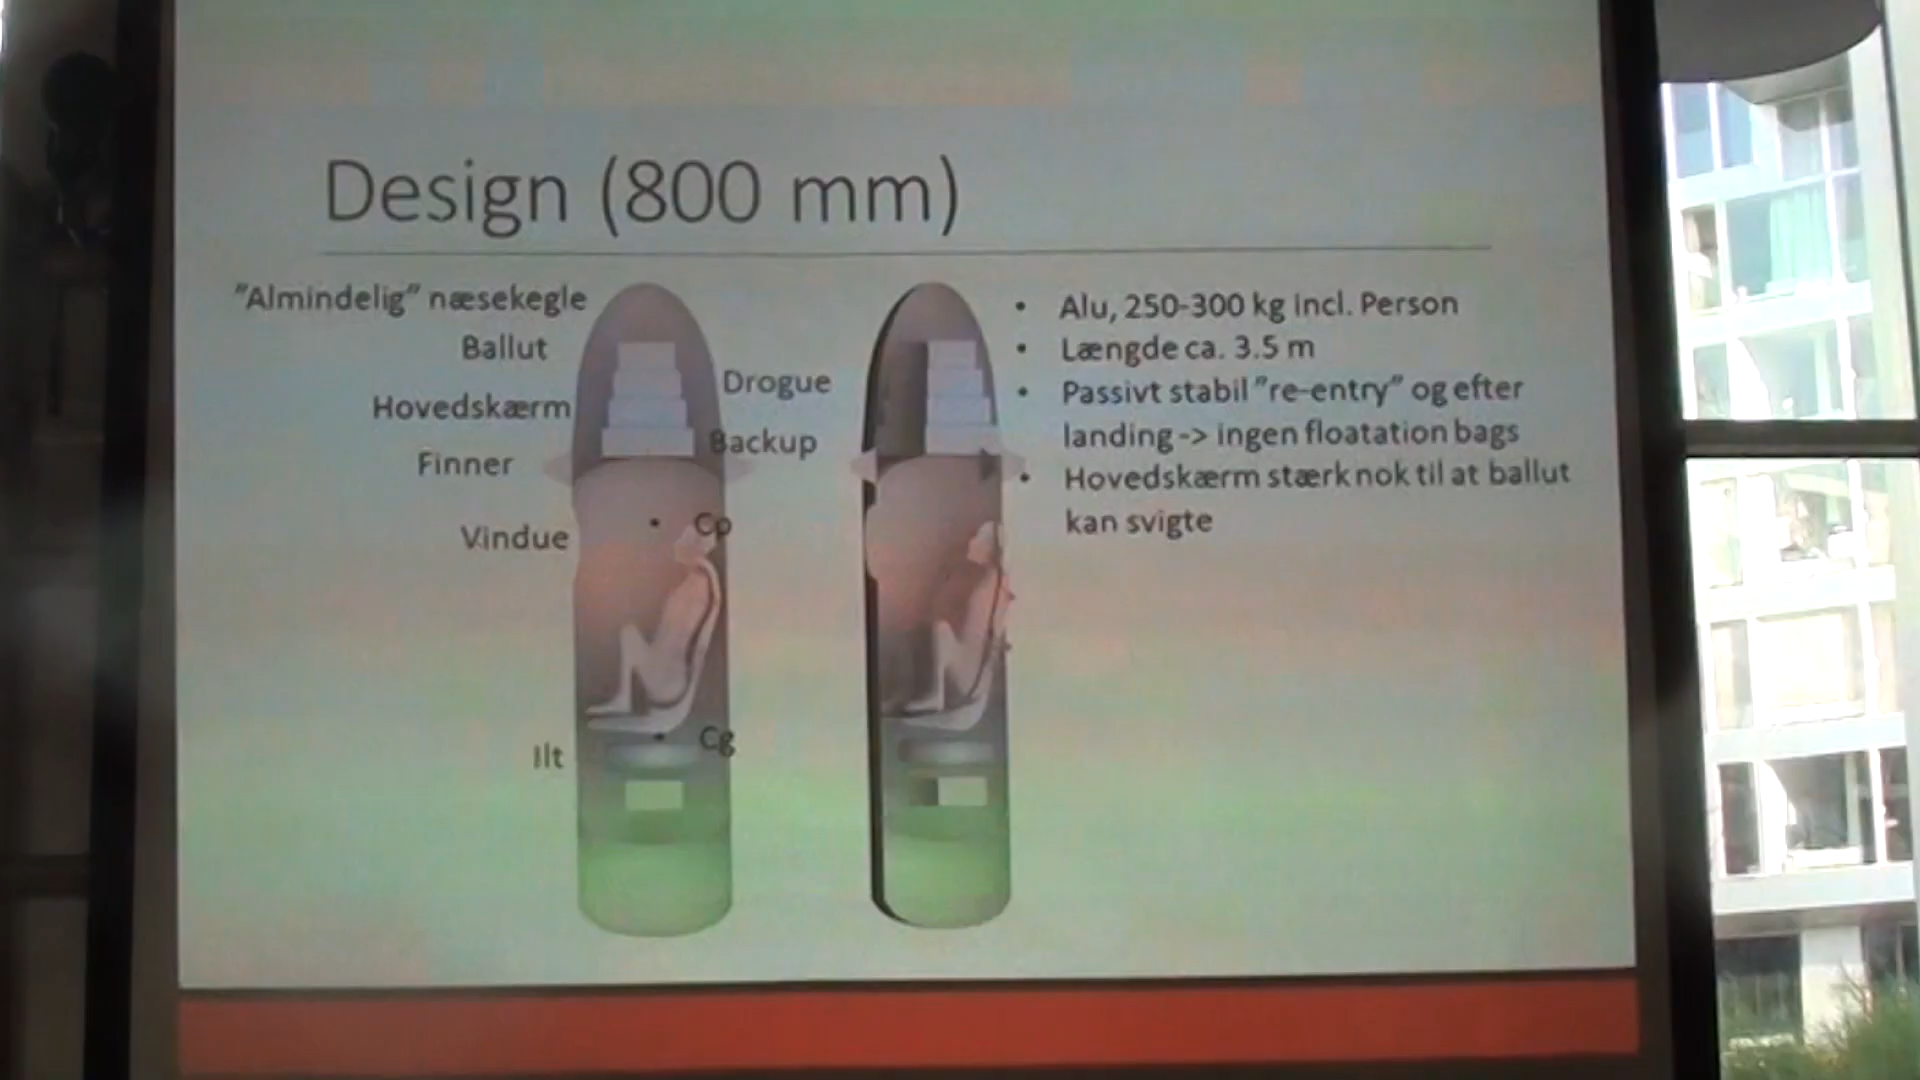 Design (800 mm)
"Almindelig" næsekegle
Ballut
Drogue
Hovedskærm
Backup
Finner
Cp
Vindue
Cg
Ilt
• Alu, 250-300 kg incl. Person
• Længde ca. 3.5 m
• Passivt stabil "re-entry" og efter
landing -> ingen floatation bags
• Hovedskærm stærk nok til at ballut
kan svigte